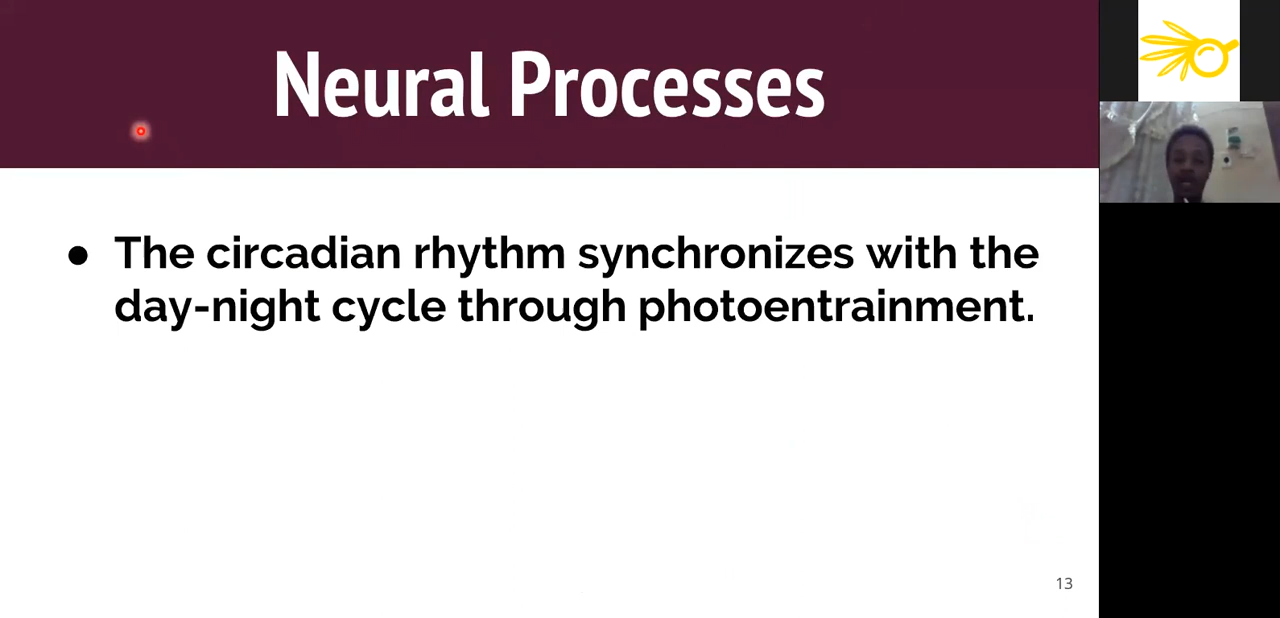 Neural Processes
● The circadian rhythm synchronizes with the
day-night cycle through photoentrainment.
13